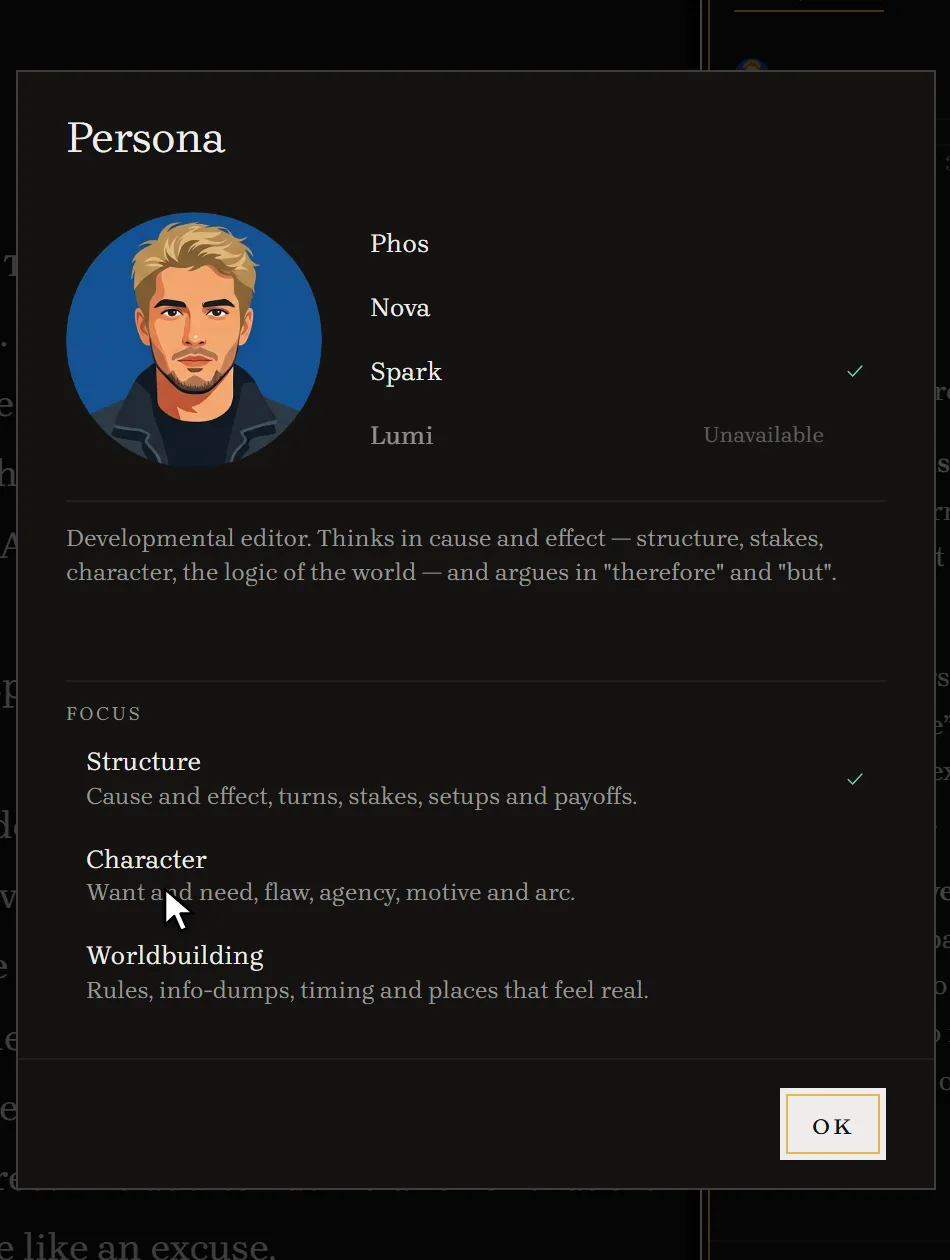 Persona
Phos
Nova
Spark
Lumi Unavailable
Developmental editor. Thinks in cause and effect — structure, stakes,
character, the logic of the world — and argues in "therefore" and "but".
FOCUS
Structure
Cause and effect, turns, stakes, setups and payoffs.
Character
Want and need, flaw, agency, motive and arc.
Worldbuilding
Rules, info-dumps, timing and places that feel real.
OK
like an excuse.